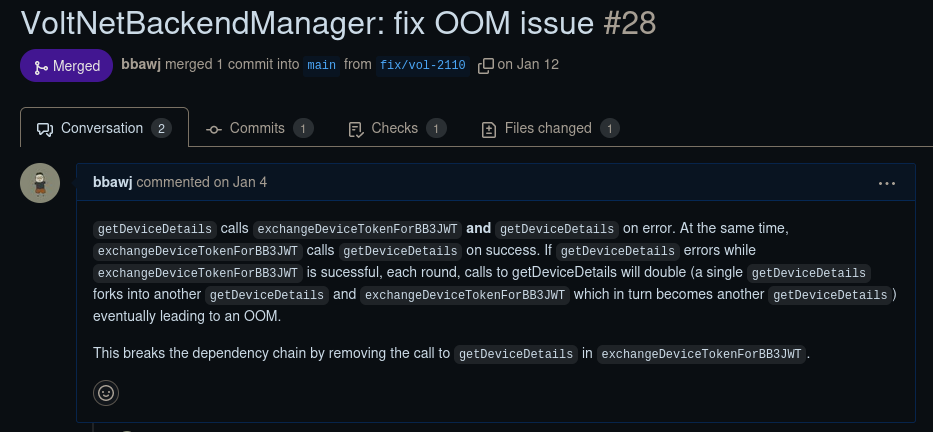 VoltNetBackendManager: fix OOM issue #28
Merged bbawj merged 1 commit into main from fix/vol-2110 on Jan 12
Conversation 2 Commits 1 Checks 1 Files changed 1
bbawj commented on Jan 4
getDeviceDetails calls exchangeDeviceTokenForBB3JWT and getDeviceDetails on error. At the same time,
exchangeDeviceTokenForBB3JWT calls getDeviceDetails on success. If getDeviceDetails errors while
exchangeDeviceTokenForBB3JWT is sucessful, each round, calls to getDeviceDetails will double (a single getDeviceDetails
forks into another getDeviceDetails and exchangeDeviceTokenForBB3JWT which in turn becomes another getDeviceDetails)
eventually leading to an OOM.
This breaks the dependency chain by removing the call to getDeviceDetails in exchangeDeviceTokenForBB3JWT.